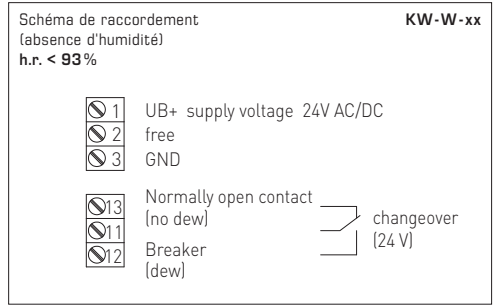 Schéma de raccordement KW-W-xx
(absence d'humidité)
h.r. < 93%
1 UB+ supply voltage 24V AC/DC
2 free
3 GND
13 Normally open contact
(no dew)
11
changeover
(24 V)
12 Breaker
(dew)